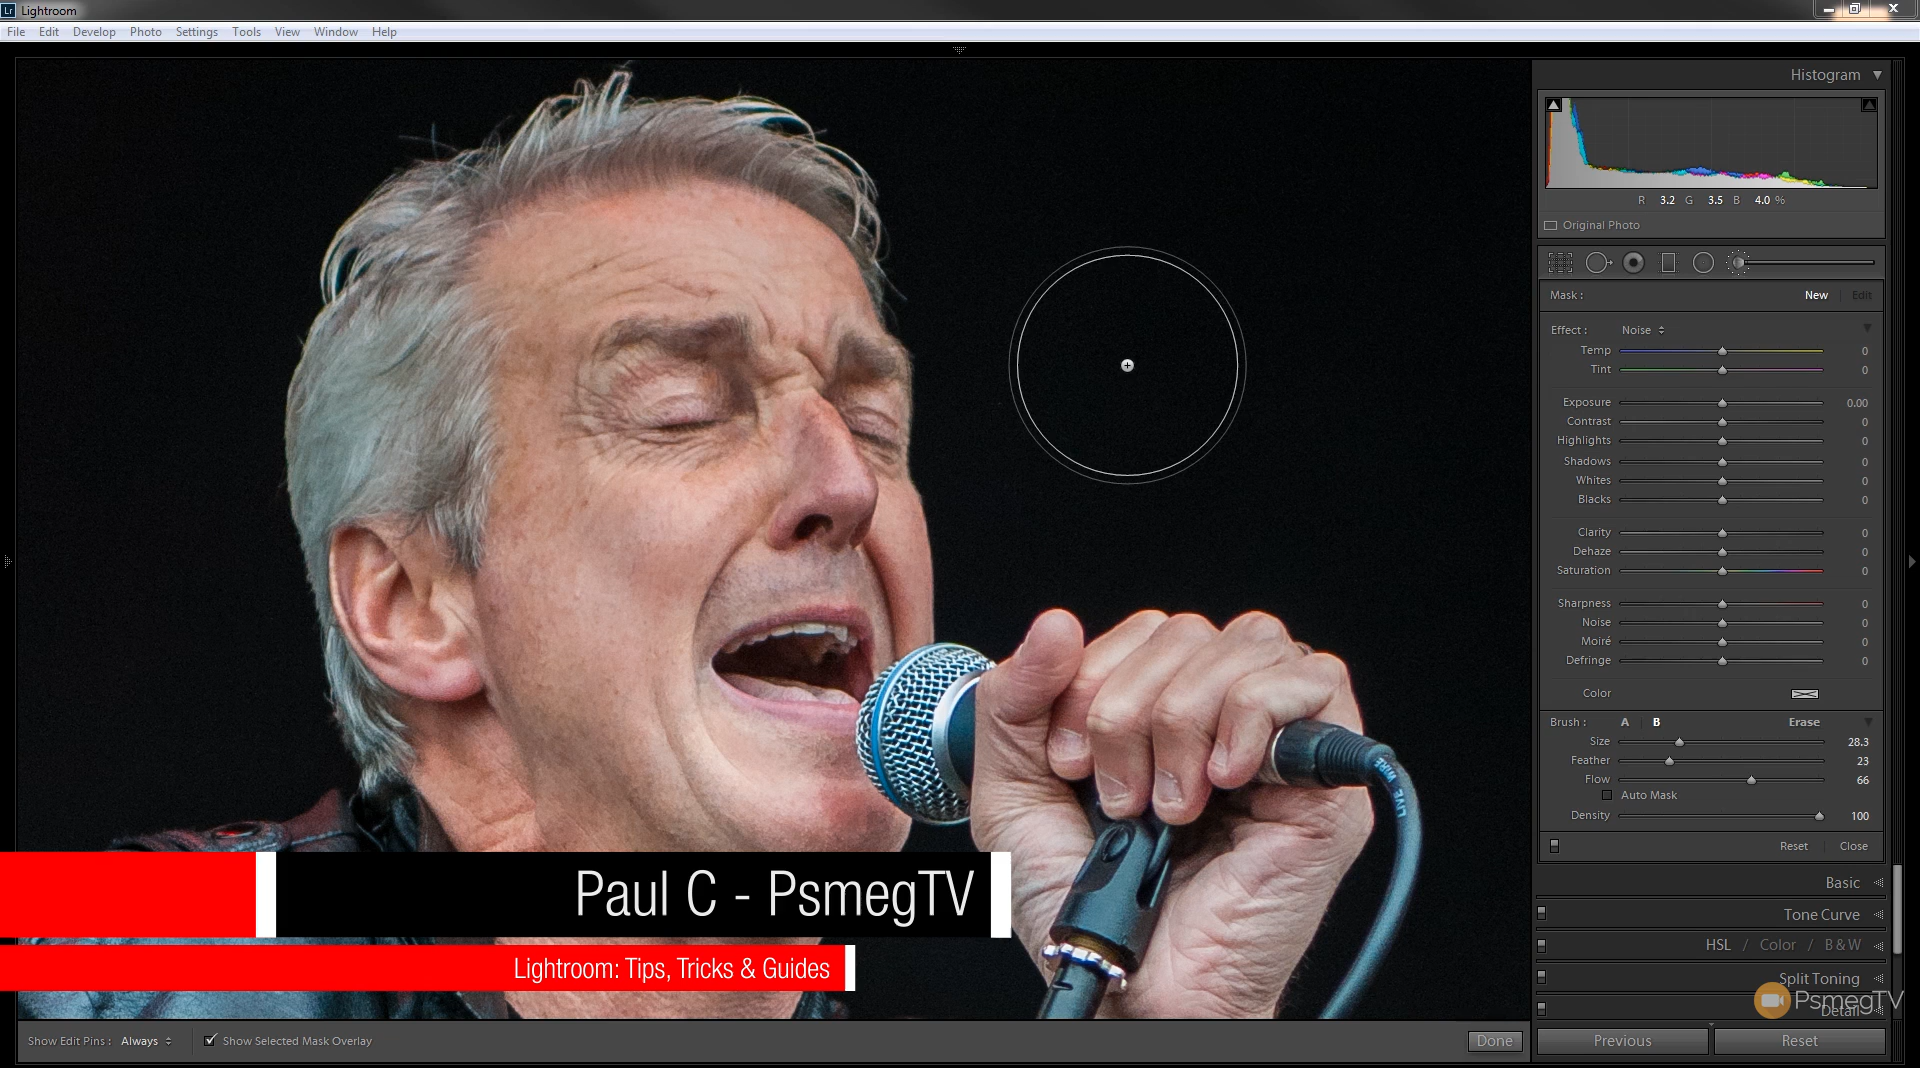 Lr Lightroom
File Edit Develop Photo Settings Tools View Window Help
Histogram
R 3.2 G 3.5 B 4.0 %
Original Photo
Mask : New Edit
Effect : Noise
Temp 0
Tint 0
Exposure 0.00
Contrast 0
Highlights 0
Shadows 0
Whites 0
Blacks 0
Clarity 0
Dehaze 0
Saturation 0
Sharpness 0
Noise 0
Moiré 0
Defringe 0
Color
Brush : A B Erase
Size 28.3
Feather 23
Flow 66
Auto Mask
Density 100
Reset Close
Basic
Tone Curve
HSL / Color / B & W
Split Toning
PsmegTV
Detail
Previous Reset
LIVE WIRE
Paul C - PsmegTV
Lightroom: Tips, Tricks & Guides
Show Edit Pins : Always Show Selected Mask Overlay Done